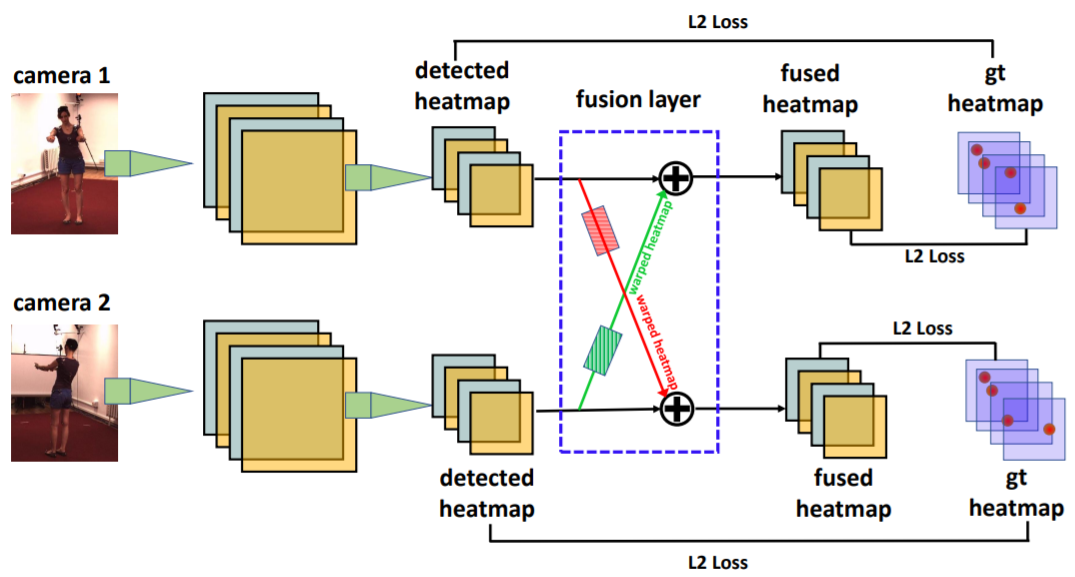 L2 Loss
camera 1
detected
heatmap
fusion layer
fused
heatmap
gt
heatmap
warped heatmap
warped heatmap
L2 Loss
camera 2
L2 Loss
detected
heatmap
fused
heatmap
gt
heatmap
L2 Loss